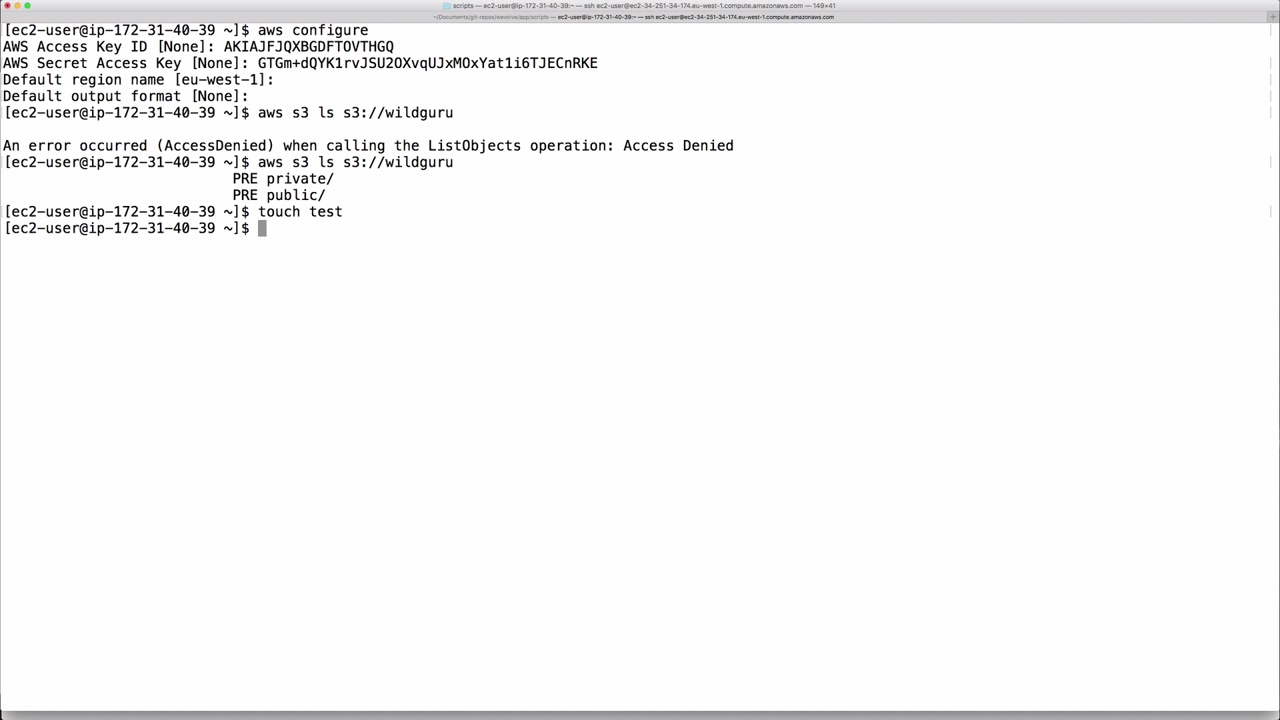 scripts — ec2-user@ip-172-31-40-39:~ — ssh ec2-user@ec2-34-251-34-174.eu-west-1.compute.amazonaws.com — 149×41
~/Documents/git-repos/wevolve/app/scripts — ec2-user@ip-172-31-40-39:~ — ssh ec2-user@ec2-34-251-34-174.eu-west-1.compute.amazonaws.com
[ec2-user@ip-172-31-40-39 ~]$ aws configure
AWS Access Key ID [None]: AKIAJFJQXBGDFTOVTHGQ
AWS Secret Access Key [None]: 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
Default region name [eu-west-1]:
Default output format [None]:
[ec2-user@ip-172-31-40-39 ~]$ aws s3 ls s3://wildguru
An error occurred (AccessDenied) when calling the ListObjects operation: Access Denied
[ec2-user@ip-172-31-40-39 ~]$ aws s3 ls s3://wildguru
PRE private/
PRE public/
[ec2-user@ip-172-31-40-39 ~]$ touch test
[ec2-user@ip-172-31-40-39 ~]$